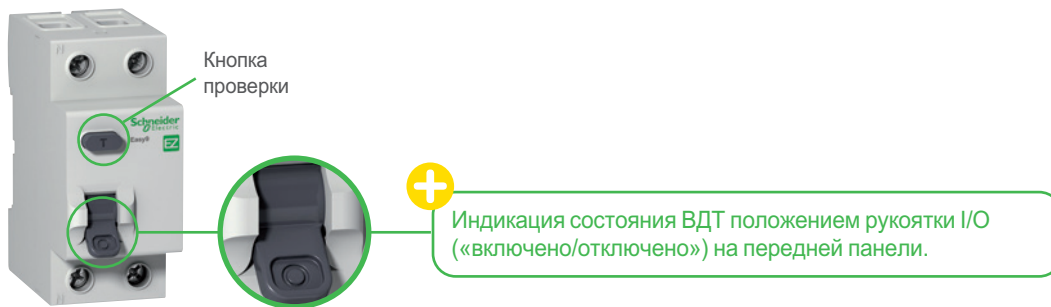 N
Кнопка
проверки
Schneider
Electric
Easy9
EZ
T
Индикация состояния ВДТ положением рукоятки I/O
(«включено/отключено») на передней панели.
N